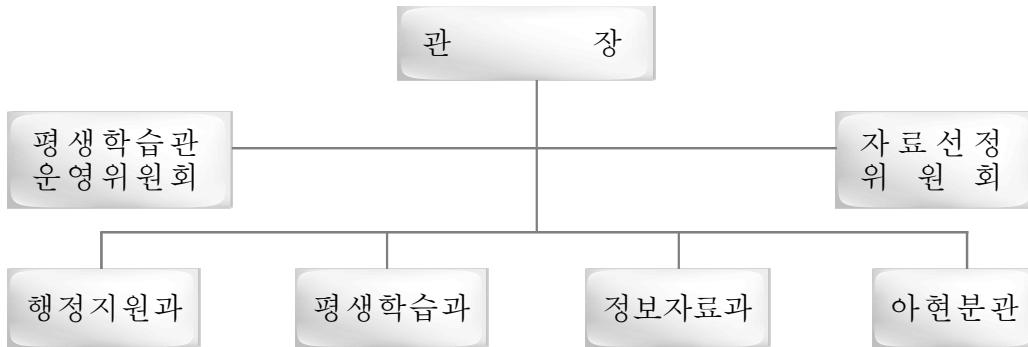 관 장
평생학습관
운영위원회
자료선정
위 원 회
행정지원과
평생학습과
정보자료과
아현분관